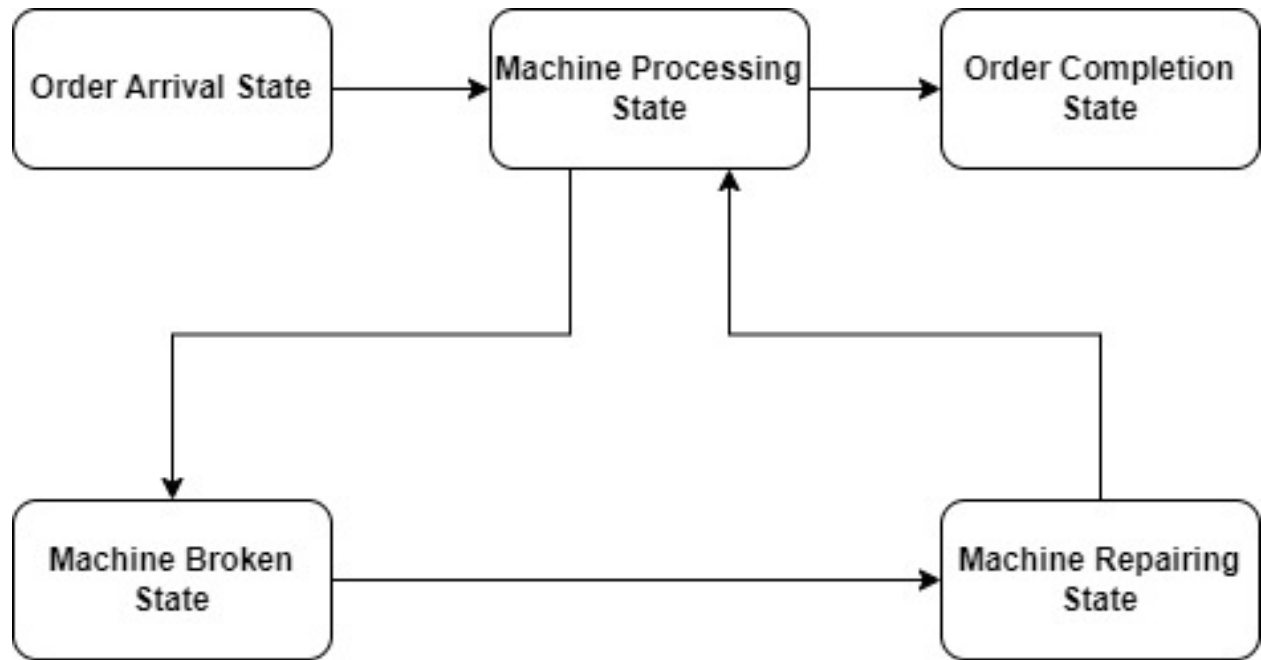 Order Arrival State
Machine Processing
State
Order Completion
State
Machine Broken
State
Machine Repairing
State